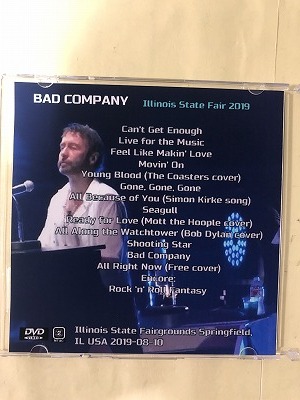 BAD COMPANY Illinois State Fair 2019
Can't Get Enough
Live for the Music
Feel Like Makin' Love
Movin' On
Young Blood (The Coasters cover)
Gone, Gone, Gone
All Because of You (Simon Kirke song)
Seagull
Ready for Love (Mott the Hoople cover)
All Along the Watchtower (Bob Dylan cover)
Shooting Star
Bad Company
All Right Now (Free cover)
Encore:
Rock 'n' Roll Fantasy
DVD 2 Illinois State Fairgrounds Springfield,
IL USA 2019-08-10